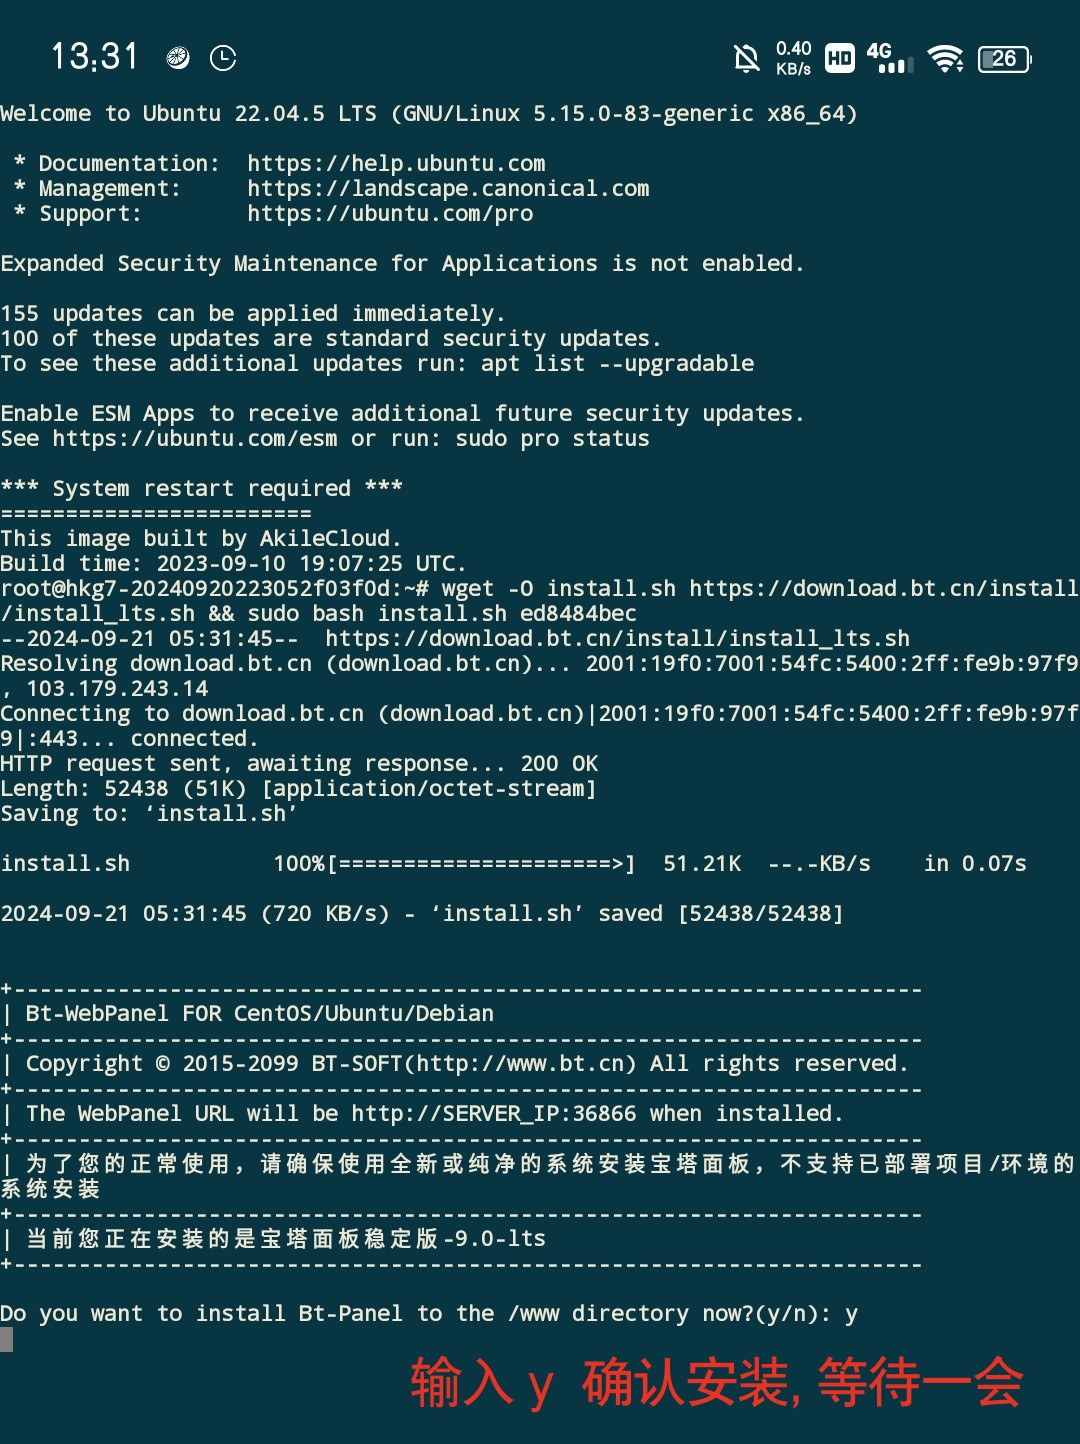 13:31 0.40 KB/s HD 4G 26
Welcome to Ubuntu 22.04.5 LTS (GNU/Linux 5.15.0-83-generic x86_64)
* Documentation:  https://help.ubuntu.com
* Management:     https://landscape.canonical.com
* Support:        https://ubuntu.com/pro
Expanded Security Maintenance for Applications is not enabled.
155 updates can be applied immediately.
100 of these updates are standard security updates.
To see these additional updates run: apt list --upgradable
Enable ESM Apps to receive additional future security updates.
See https://ubuntu.com/esm or run: sudo pro status
*** System restart required ***
========================
This image built by AkileCloud.
Build time: 2023-09-10 19:07:25 UTC.
root@hkg7-20240920223052f03f0d:~# wget -O install.sh https://download.bt.cn/install
/install_lts.sh && sudo bash install.sh ed8484bec
--2024-09-21 05:31:45--  https://download.bt.cn/install/install_lts.sh
Resolving download.bt.cn (download.bt.cn)... 2001:19f0:7001:54fc:5400:2ff:fe9b:97f9
, 103.179.243.14
Connecting to download.bt.cn (download.bt.cn)|2001:19f0:7001:54fc:5400:2ff:fe9b:97f
9|:443... connected.
HTTP request sent, awaiting response... 200 OK
Length: 52438 (51K) [application/octet-stream]
Saving to: ‘install.sh’
install.sh           100%[=====================>]  51.21K  --.-KB/s    in 0.07s
2024-09-21 05:31:45 (720 KB/s) - ‘install.sh’ saved [52438/52438]
+----------------------------------------------------------------------
| Bt-WebPanel FOR CentOS/Ubuntu/Debian
+----------------------------------------------------------------------
| Copyright © 2015-2099 BT-SOFT(http://www.bt.cn) All rights reserved.
+----------------------------------------------------------------------
| The WebPanel URL will be http://SERVER_IP:36866 when installed.
+----------------------------------------------------------------------
| 为了您的正常使用，请确保使用全新或纯净的系统安装宝塔面板，不支持已部署项目/环境的
系统安装
+----------------------------------------------------------------------
| 当前您正在安装的是宝塔面板稳定版-9.0-lts
+----------------------------------------------------------------------
Do you want to install Bt-Panel to the /www directory now?(y/n): y
输入 y 确认安装, 等待一会